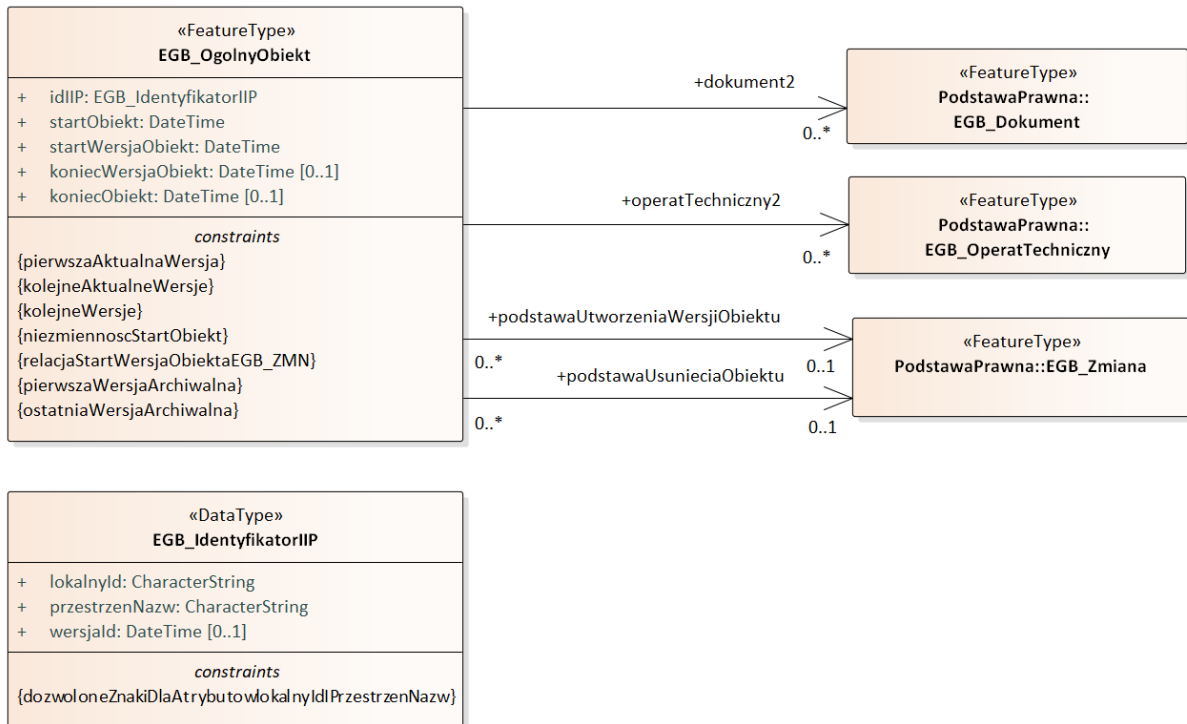 «FeatureType»
EGB_OgolnyObiekt
+ idIIP: EGB_IdentyfikatorIIP
+ startObiekt: DateTime
+ startWersjaObiekt: DateTime
+ koniecWersjaObiekt: DateTime [0..1]
+ koniecObiekt: DateTime [0..1]
constraints
{pierwszaAktualnaWersja}
{kolejneAktualneWersje}
{kolejneWersje}
{niezmiennoscStartObiekt}
{relacjaStartWersjaObiektaEGB_ZMN}
{pierwszaWersjaArchiwalna}
{ostatniaWersjaArchiwalna}
+dokument2
0..*
«FeatureType»
PodstawaPrawna::
EGB_Dokument
+operatTechniczny2
0..*
«FeatureType»
PodstawaPrawna::
EGB_OperatTechniczny
+podstawaUtworzeniaWersjiObiektu
0..*
0..1
+podstawaUsunieciaObiektu
0..*
0..1
«FeatureType»
PodstawaPrawna::EGB_Zmiana
«DataType»
EGB_IdentyfikatorIIP
+ lokalnyId: CharacterString
+ przestrzenNazw: CharacterString
+ wersjaId: DateTime [0..1]
constraints
{dozwoloneZnakiDlaAtrybutowlokalnyIdIPrzestrzenNazw}